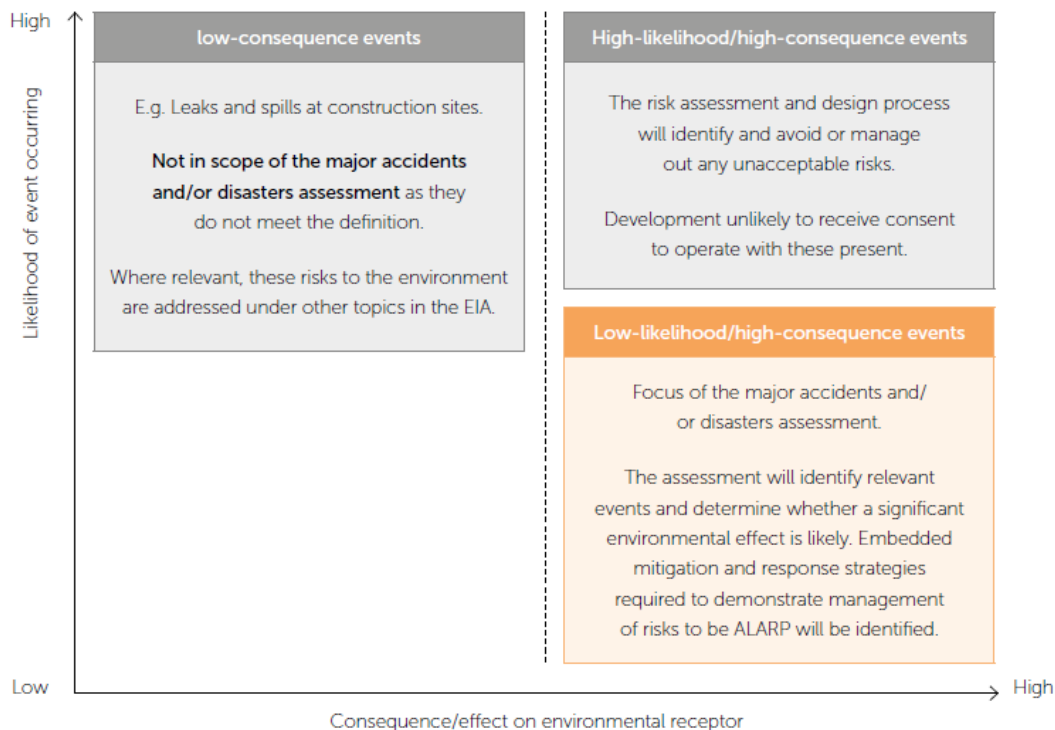 High
Likelihood of event occurring
low-consequence events
E.g. Leaks and spills at construction sites.
Not in scope of the major accidents
and/or disasters assessment as they
do not meet the definition.
Where relevant, these risks to the environment
are addressed under other topics in the EIA.
High-likelihood/high-consequence events
The risk assessment and design process
will identify and avoid or manage
out any unacceptable risks.
Development unlikely to receive consent
to operate with these present.
Low-likelihood/high-consequence events
Focus of the major accidents and/
or disasters assessment.
The assessment will identify relevant
events and determine whether a significant
environmental effect is likely. Embedded
mitigation and response strategies
required to demonstrate management
of risks to be ALARP will be identified.
Low
High
Consequence/effect on environmental receptor